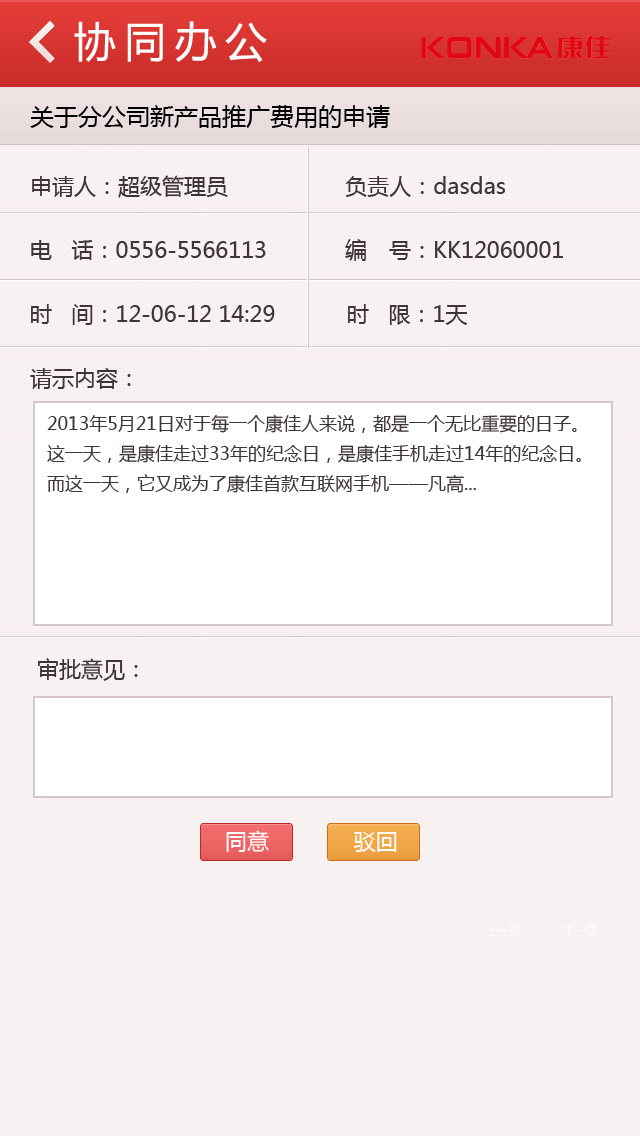 协同办公
KONKA康佳
关于分公司新产品推广费用的申请
申请人：超级管理员
负责人：dasdas
电 话：0556-5566113
编 号：KK12060001
时 间：12-06-12 14:29
时 限：1天
请示内容：
2013年5月21日对于每一个康佳人来说，都是一个无比重要的日子。
这一天，是康佳走过33年的纪念日，是康佳手机走过14年的纪念日。
而这一天，它又成为了康佳首款互联网手机——凡高...
审批意见：
同意
驳回
上一页
下一页